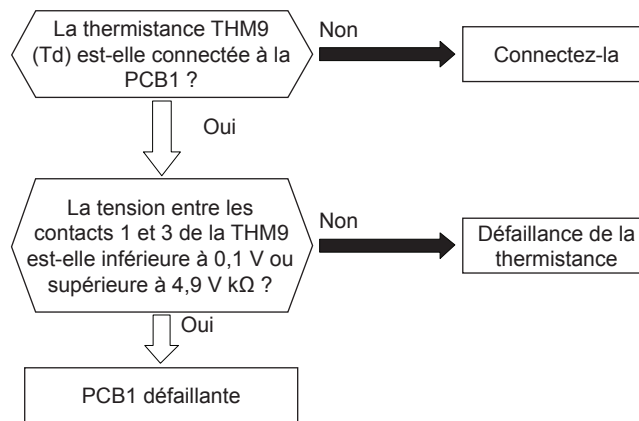 La thermistance THM9
(Td) est-elle connectée à la
PCB1 ?
Non
Connectez-la
Oui
La tension entre les
contacts 1 et 3 de la THM9
est-elle inférieure à 0,1 V ou
supérieure à 4,9 V kΩ ?
Non
Défaillance de la
thermistance
Oui
PCB1 défaillante